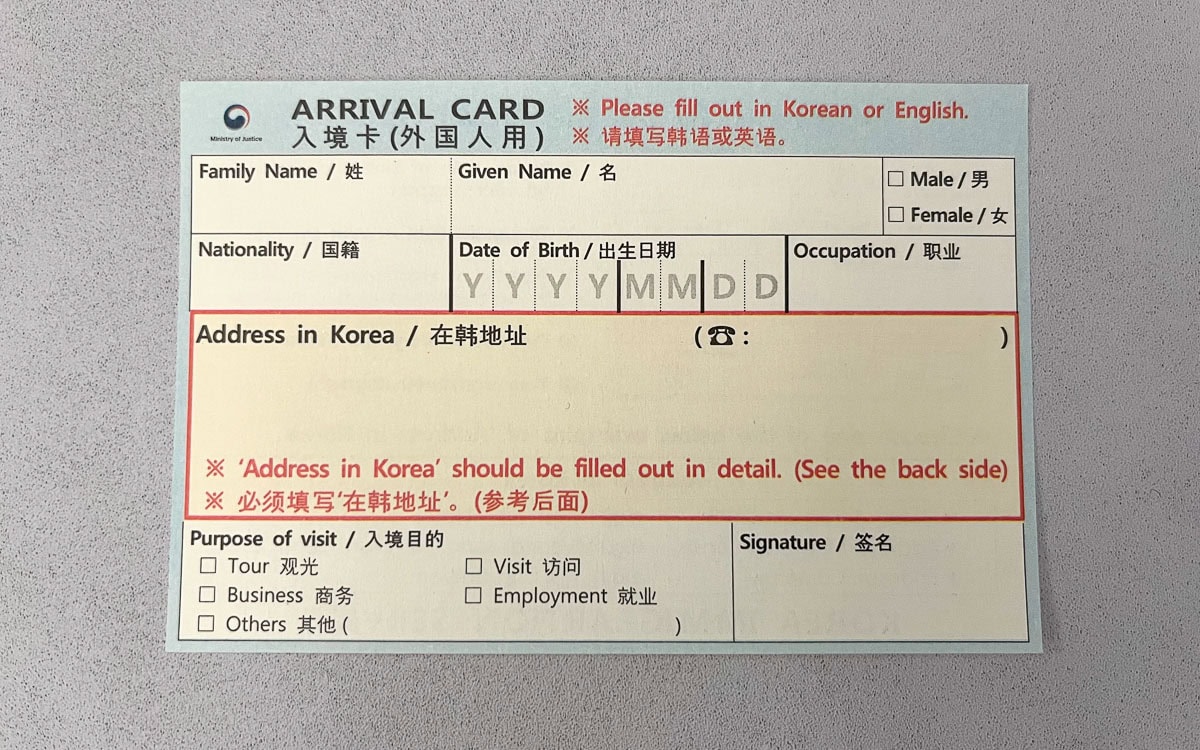 Ministry of Justice
ARRIVAL CARD
入境卡(外国人用)
※ Please fill out in Korean or English.
※ 请填写韩语或英语。
Family Name / 姓
Given Name / 名
□ Male / 男
□ Female / 女
Nationality / 国籍
Date of Birth / 出生日期
Y Y Y Y M M D D
Occupation / 职业
Address in Korea / 在韩地址 (☎: )
※ ‘Address in Korea’ should be filled out in detail. (See the back side)
※ 必须填写‘在韩地址’。(参考后面)
Purpose of visit / 入境目的
□ Tour 观光
□ Visit 访问
□ Business 商务
□ Employment 就业
□ Others 其他 ( )
Signature / 签名